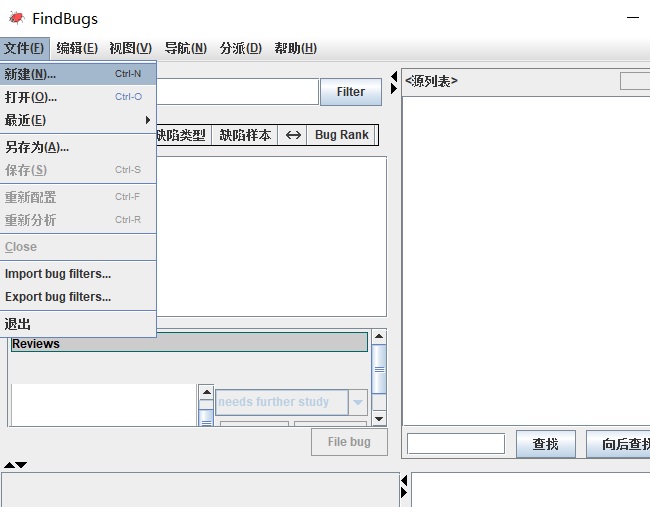 FindBugs
文件(F) 编辑(E) 视图(V) 导航(N) 分派(D) 帮助(H)
新建(N)... Ctrl-N
打开(O)... Ctrl-O
最近(E)
另存为(A)...
保存(S) Ctrl-S
重新配置 Ctrl-F
重新分析 Ctrl-R
Close
Import bug filters...
Export bug filters...
退出
Filter
缺陷类型 缺陷样本 ↔ Bug Rank
Reviews
needs further study
File bug
<源列表>
查找 向后查找